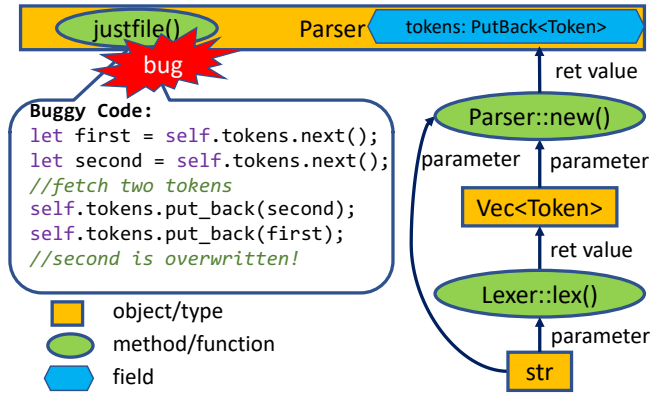 justfile()
Parser
tokens: PutBack<Token>
bug
ret value
Buggy Code:
let first = self.tokens.next();
let second = self.tokens.next();
//fetch two tokens
self.tokens.put_back(second);
self.tokens.put_back(first);
//second is overwritten!
Parser::new()
parameter
parameter
Vec<Token>
ret value
Lexer::lex()
parameter
str
object/type
method/function
field